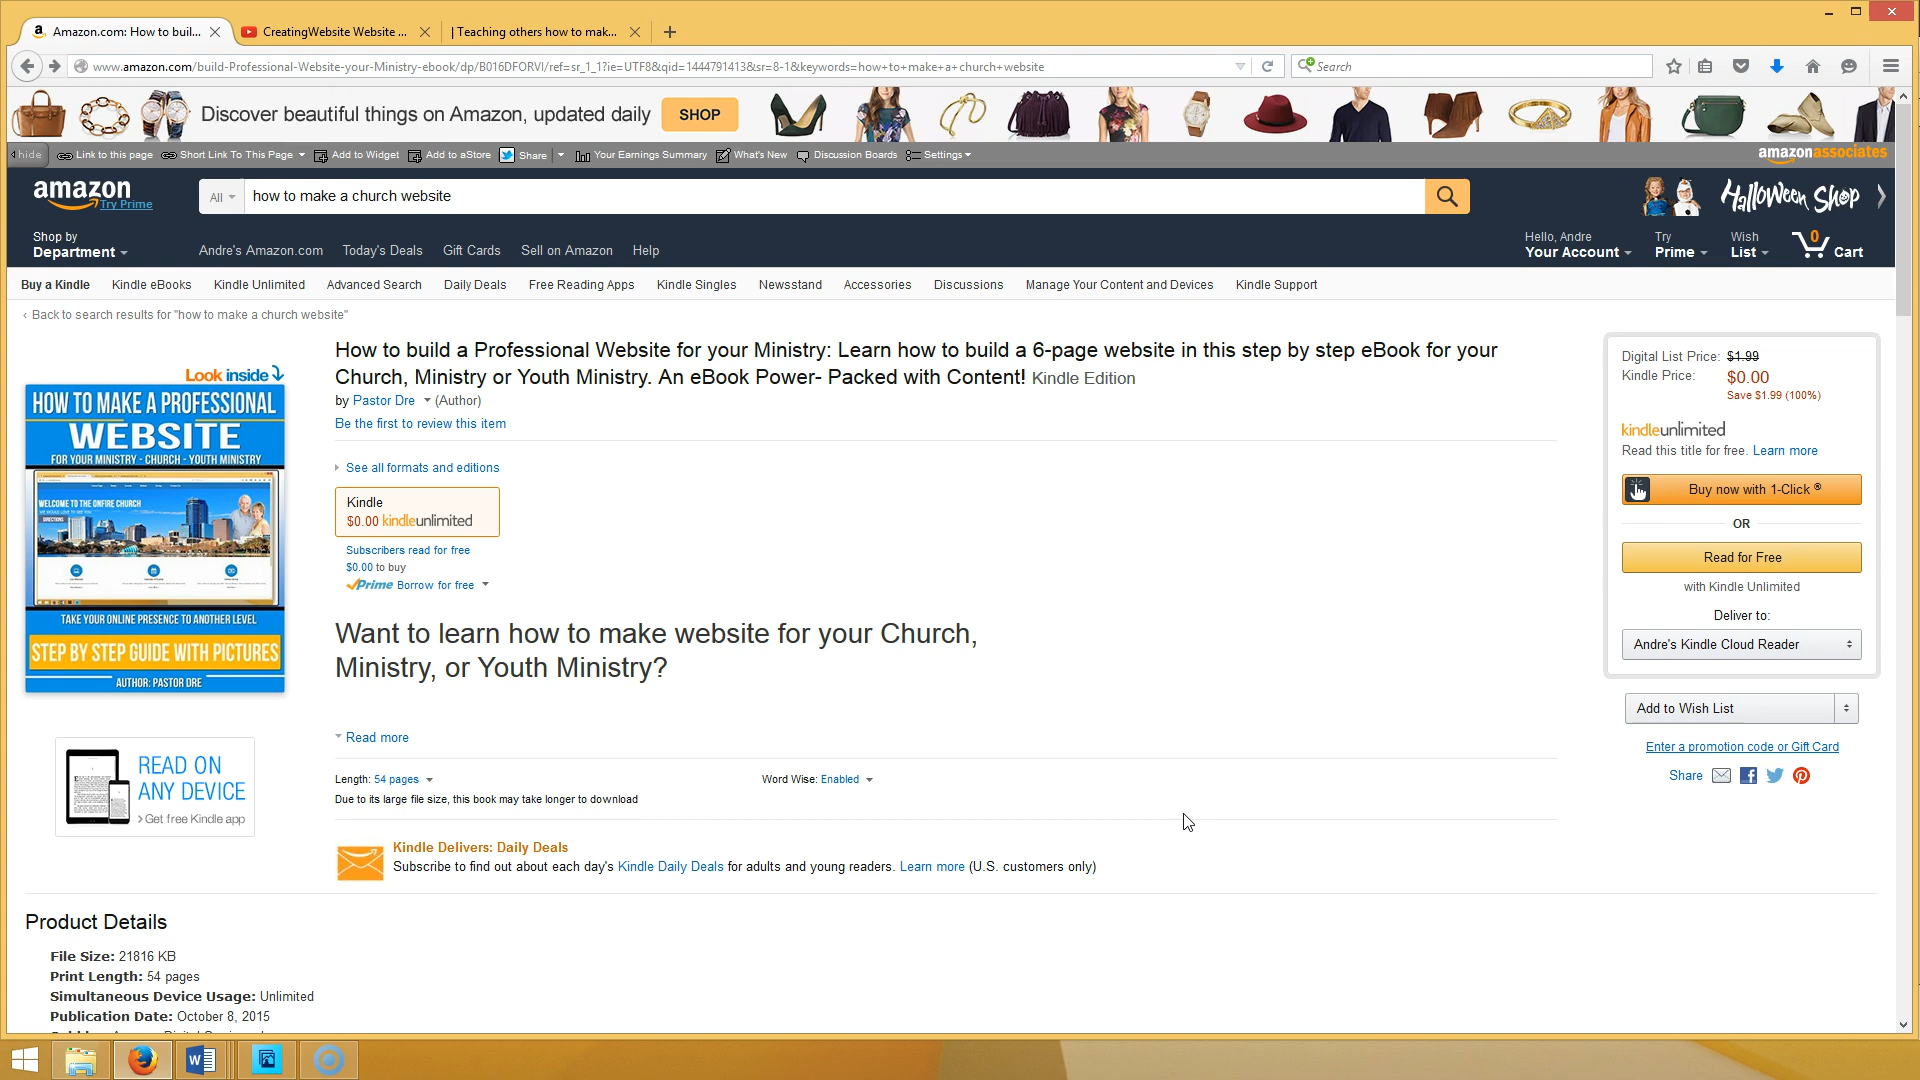 Amazon.com: How to buil...
CreatingWebsite Website ...
| Teaching others how to mak...
www.amazon.com/build-Professional-Website-your-Ministry-ebook/dp/B016DFORVI/ref=sr_1_1?ie=UTF8&qid=1444791413&sr=8-1&keywords=how+to+make+a+church+website
Search
Discover beautiful things on Amazon, updated daily
SHOP
hide
Link to this page
Short Link To This Page
Add to Widget
Add to aStore
Share
Your Earnings Summary
What's New
Discussion Boards
Settings
amazonassociates
amazon
Try Prime
All
how to make a church website
Halloween Shop
Shop by
Department
Andre's Amazon.com
Today's Deals
Gift Cards
Sell on Amazon
Help
Hello, Andre
Your Account
Try
Prime
Wish
List
0
Cart
Buy a Kindle
Kindle eBooks
Kindle Unlimited
Advanced Search
Daily Deals
Free Reading Apps
Kindle Singles
Newsstand
Accessories
Discussions
Manage Your Content and Devices
Kindle Support
‹ Back to search results for "how to make a church website"
Look inside
HOW TO MAKE A PROFESSIONAL
WEBSITE
FOR YOUR MINISTRY - CHURCH - YOUTH MINISTRY
WELCOME TO THE ONFIRE CHURCH
WE WOULD LOVE TO SEE YOU
DIRECTIONS
TAKE YOUR ONLINE PRESENCE TO ANOTHER LEVEL
STEP BY STEP GUIDE WITH PICTURES
AUTHOR: PASTOR DRE
READ ON
ANY DEVICE
› Get free Kindle app
How to build a Professional Website for your Ministry: Learn how to build a 6-page website in this step by step eBook for your
Church, Ministry or Youth Ministry. An eBook Power- Packed with Content! Kindle Edition
by Pastor Dre (Author)
Be the first to review this item
See all formats and editions
Kindle
$0.00 kindleunlimited
Subscribers read for free
$0.00 to buy
Prime Borrow for free
Want to learn how to make website for your Church,
Ministry, or Youth Ministry?
Read more
Length: 54 pages
Word Wise: Enabled
Due to its large file size, this book may take longer to download
Kindle Delivers: Daily Deals
Subscribe to find out about each day's Kindle Daily Deals for adults and young readers. Learn more (U.S. customers only)
Digital List Price: $1.99
Kindle Price: $0.00
Save $1.99 (100%)
kindleunlimited
Read this title for free. Learn more
Buy now with 1-Click ®
OR
Read for Free
with Kindle Unlimited
Deliver to:
Andre's Kindle Cloud Reader
Add to Wish List
Enter a promotion code or Gift Card
Share
Product Details
File Size: 21816 KB
Print Length: 54 pages
Simultaneous Device Usage: Unlimited
Publication Date: October 8, 2015